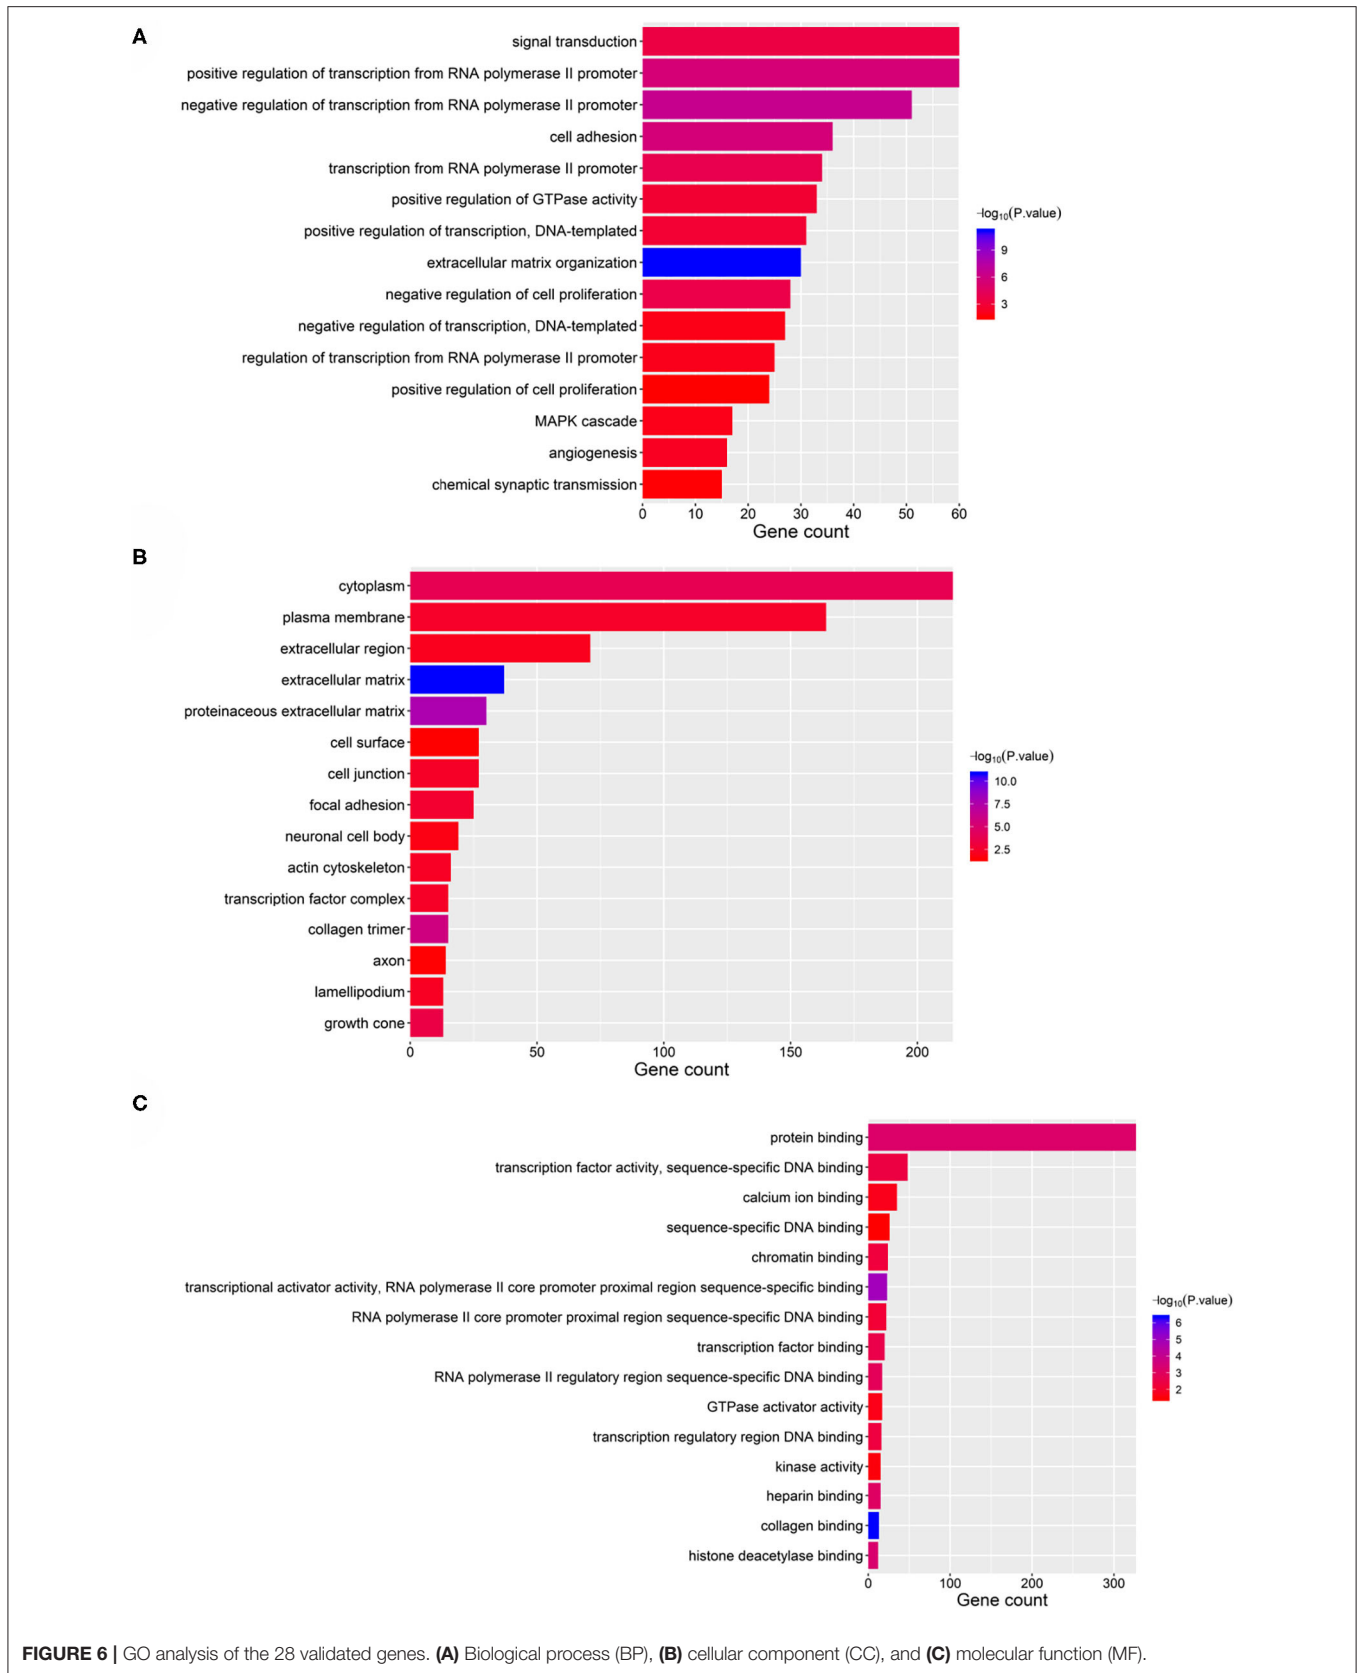 A
signal transduction
positive regulation of transcription from RNA polymerase II promoter
negative regulation of transcription from RNA polymerase II promoter
cell adhesion
transcription from RNA polymerase II promoter
positive regulation of GTPase activity
positive regulation of transcription, DNA-templated
extracellular matrix organization
negative regulation of cell proliferation
negative regulation of transcription, DNA-templated
regulation of transcription from RNA polymerase II promoter
positive regulation of cell proliferation
MAPK cascade
angiogenesis
chemical synaptic transmission
0 10 20 30 40 50 60
Gene count
−log10(P.value)
9
6
3
B
cytoplasm
plasma membrane
extracellular region
extracellular matrix
proteinaceous extracellular matrix
cell surface
cell junction
focal adhesion
neuronal cell body
actin cytoskeleton
transcription factor complex
collagen trimer
axon
lamellipodium
growth cone
0 50 100 150 200
Gene count
−log10(P.value)
10.0
7.5
5.0
2.5
C
protein binding
transcription factor activity, sequence-specific DNA binding
calcium ion binding
sequence-specific DNA binding
chromatin binding
transcriptional activator activity, RNA polymerase II core promoter proximal region sequence-specific binding
RNA polymerase II core promoter proximal region sequence-specific DNA binding
transcription factor binding
RNA polymerase II regulatory region sequence-specific DNA binding
GTPase activator activity
transcription regulatory region DNA binding
kinase activity
heparin binding
collagen binding
histone deacetylase binding
0 100 200 300
Gene count
−log10(P.value)
6
5
4
3
2
FIGURE 6 | GO analysis of the 28 validated genes. (A) Biological process (BP), (B) cellular component (CC), and (C) molecular function (MF).